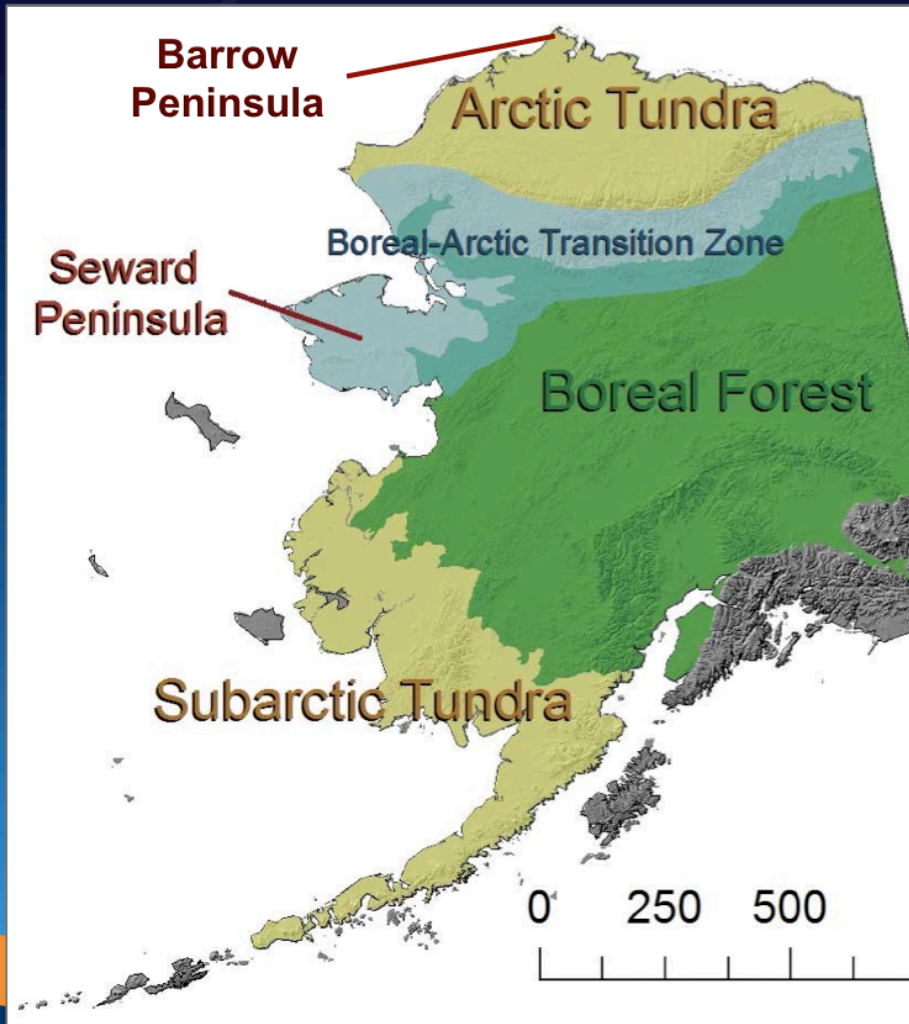 Barrow
Peninsula
Arctic Tundra
Boreal-Arctic Transition Zone
Seward
Peninsula
Boreal Forest
Subarctic Tundra
0 250 500